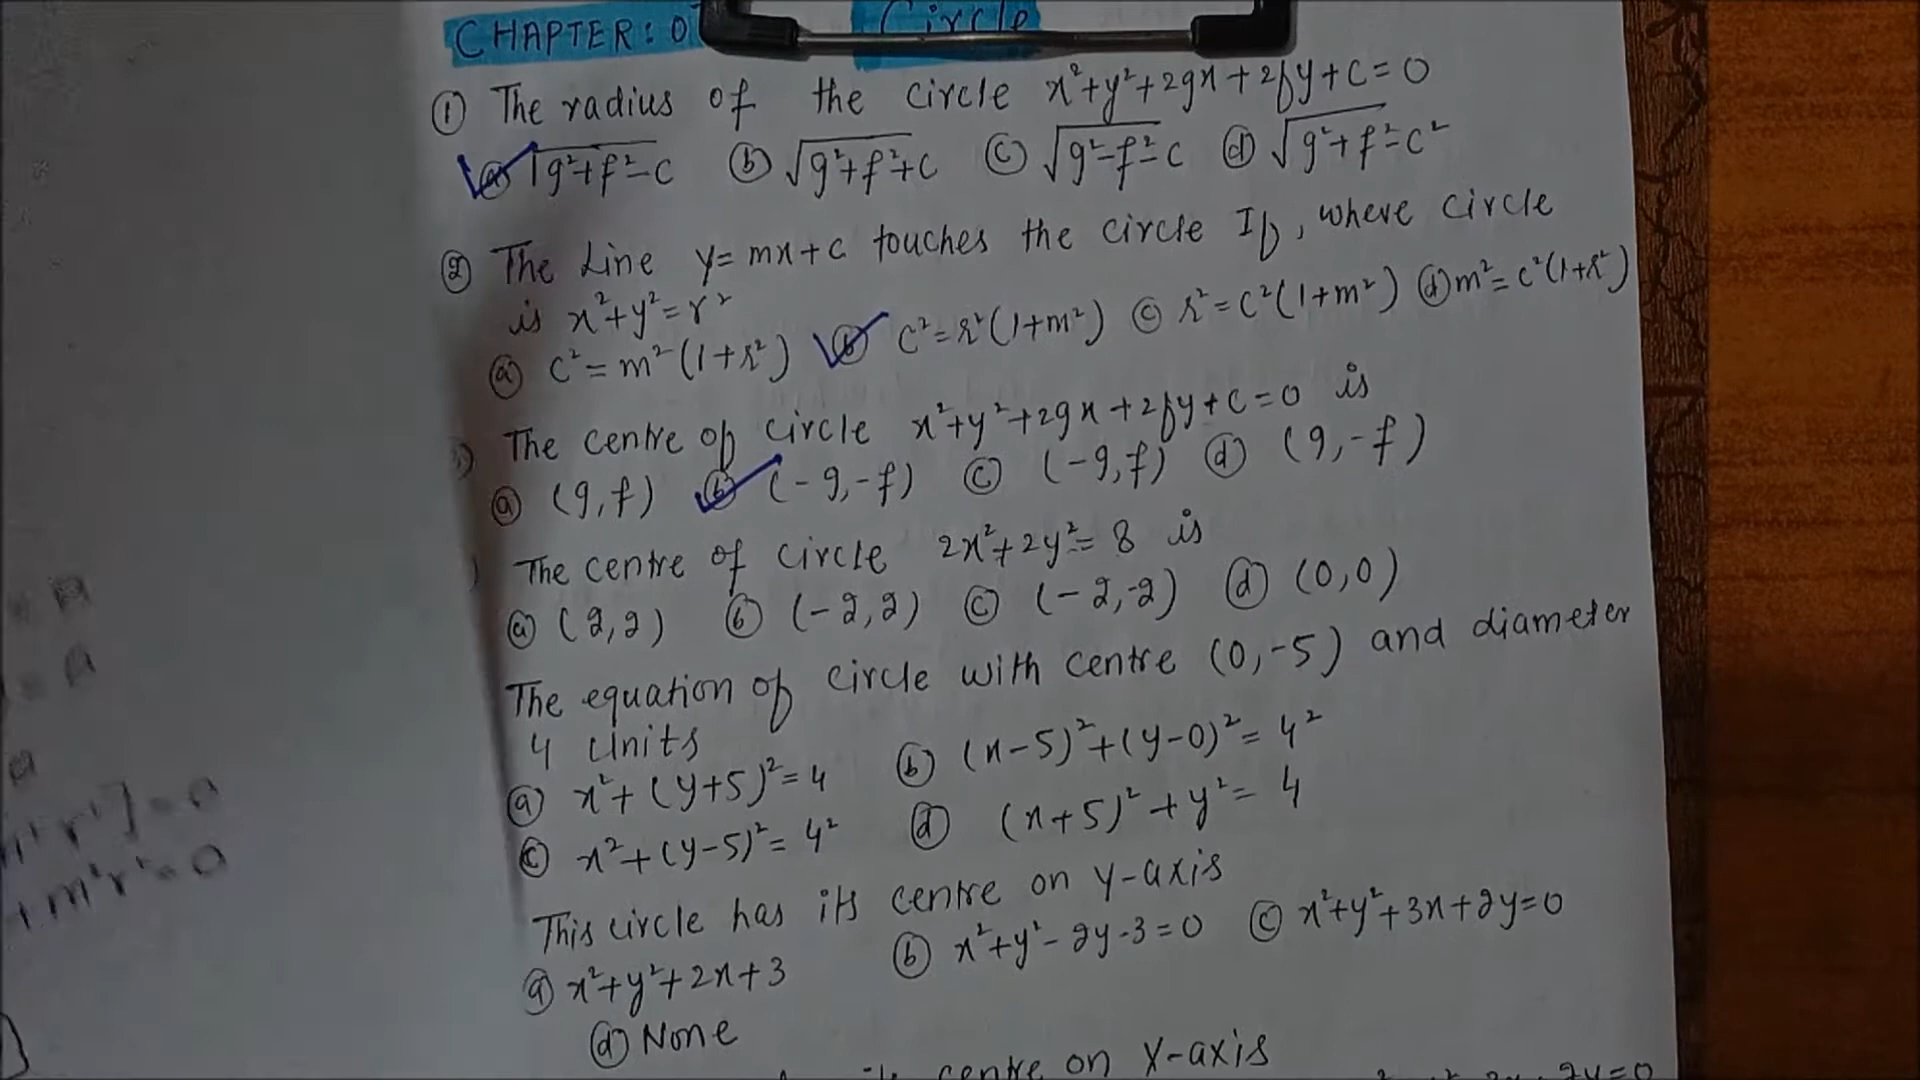 CHAPTER: 0
Circle
① The radius of the circle x²+y²+2gx+2fy+c=0
ⓐ √g²+f²-c ⓑ √g²+f²+c ⓒ √g²-f²-c ⓓ √g²+f²-c²
② The Line y=mx+c touches the circle If, where circle
is x²+y²=r²
ⓐ c²=m²(1+r²) ⓑ c²=r²(1+m²) ⓒ r²=c²(1+m²) ⓓ m²=c²(1+r²)
The centre of circle x²+y²+2gx+2fy+c=0 is
ⓐ (g,f) ⓑ (-g,-f) ⓒ (-g,f) ⓓ (g,-f)
) The centre of circle 2x²+2y²=8 is
ⓐ (2,2) ⓑ (-2,2) ⓒ (-2,-2) ⓓ (0,0)
The equation of circle with centre (0,-5) and diameter
4 Units
ⓐ x²+(y+5)²=4 ⓑ (x-5)²+(y-0)²=4²
ⓒ x²+(y-5)²=4² ⓓ (x+5)²+y²=4
This circle has its centre on Y-axis
ⓐ x²+y²+2x+3 ⓑ x²+y²-2y-3=0 ⓒ x²+y²+3x+2y=0
ⓓ None
centre on X-axis
2y=0